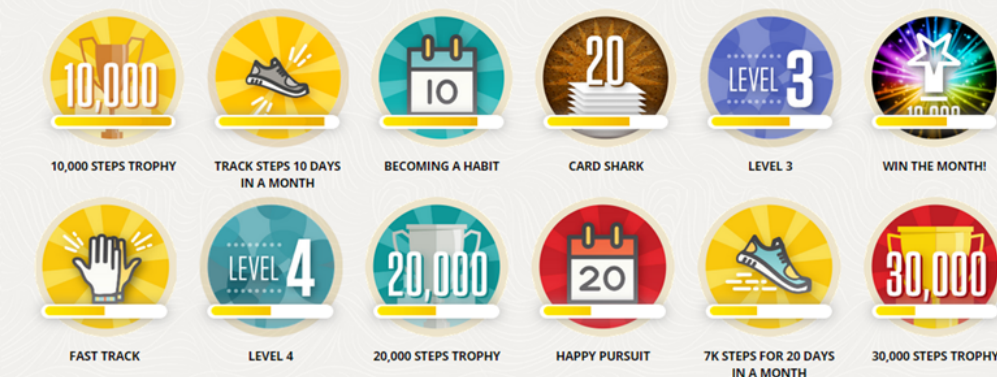 10,000
10
20
LEVEL 3
10,000
10,000 STEPS TROPHY
TRACK STEPS 10 DAYS
IN A MONTH
BECOMING A HABIT
CARD SHARK
LEVEL 3
WIN THE MONTH!
LEVEL 4
20,000
20
30,000
FAST TRACK
LEVEL 4
20,000 STEPS TROPHY
HAPPY PURSUIT
7K STEPS FOR 20 DAYS
IN A MONTH
30,000 STEPS TROPHY